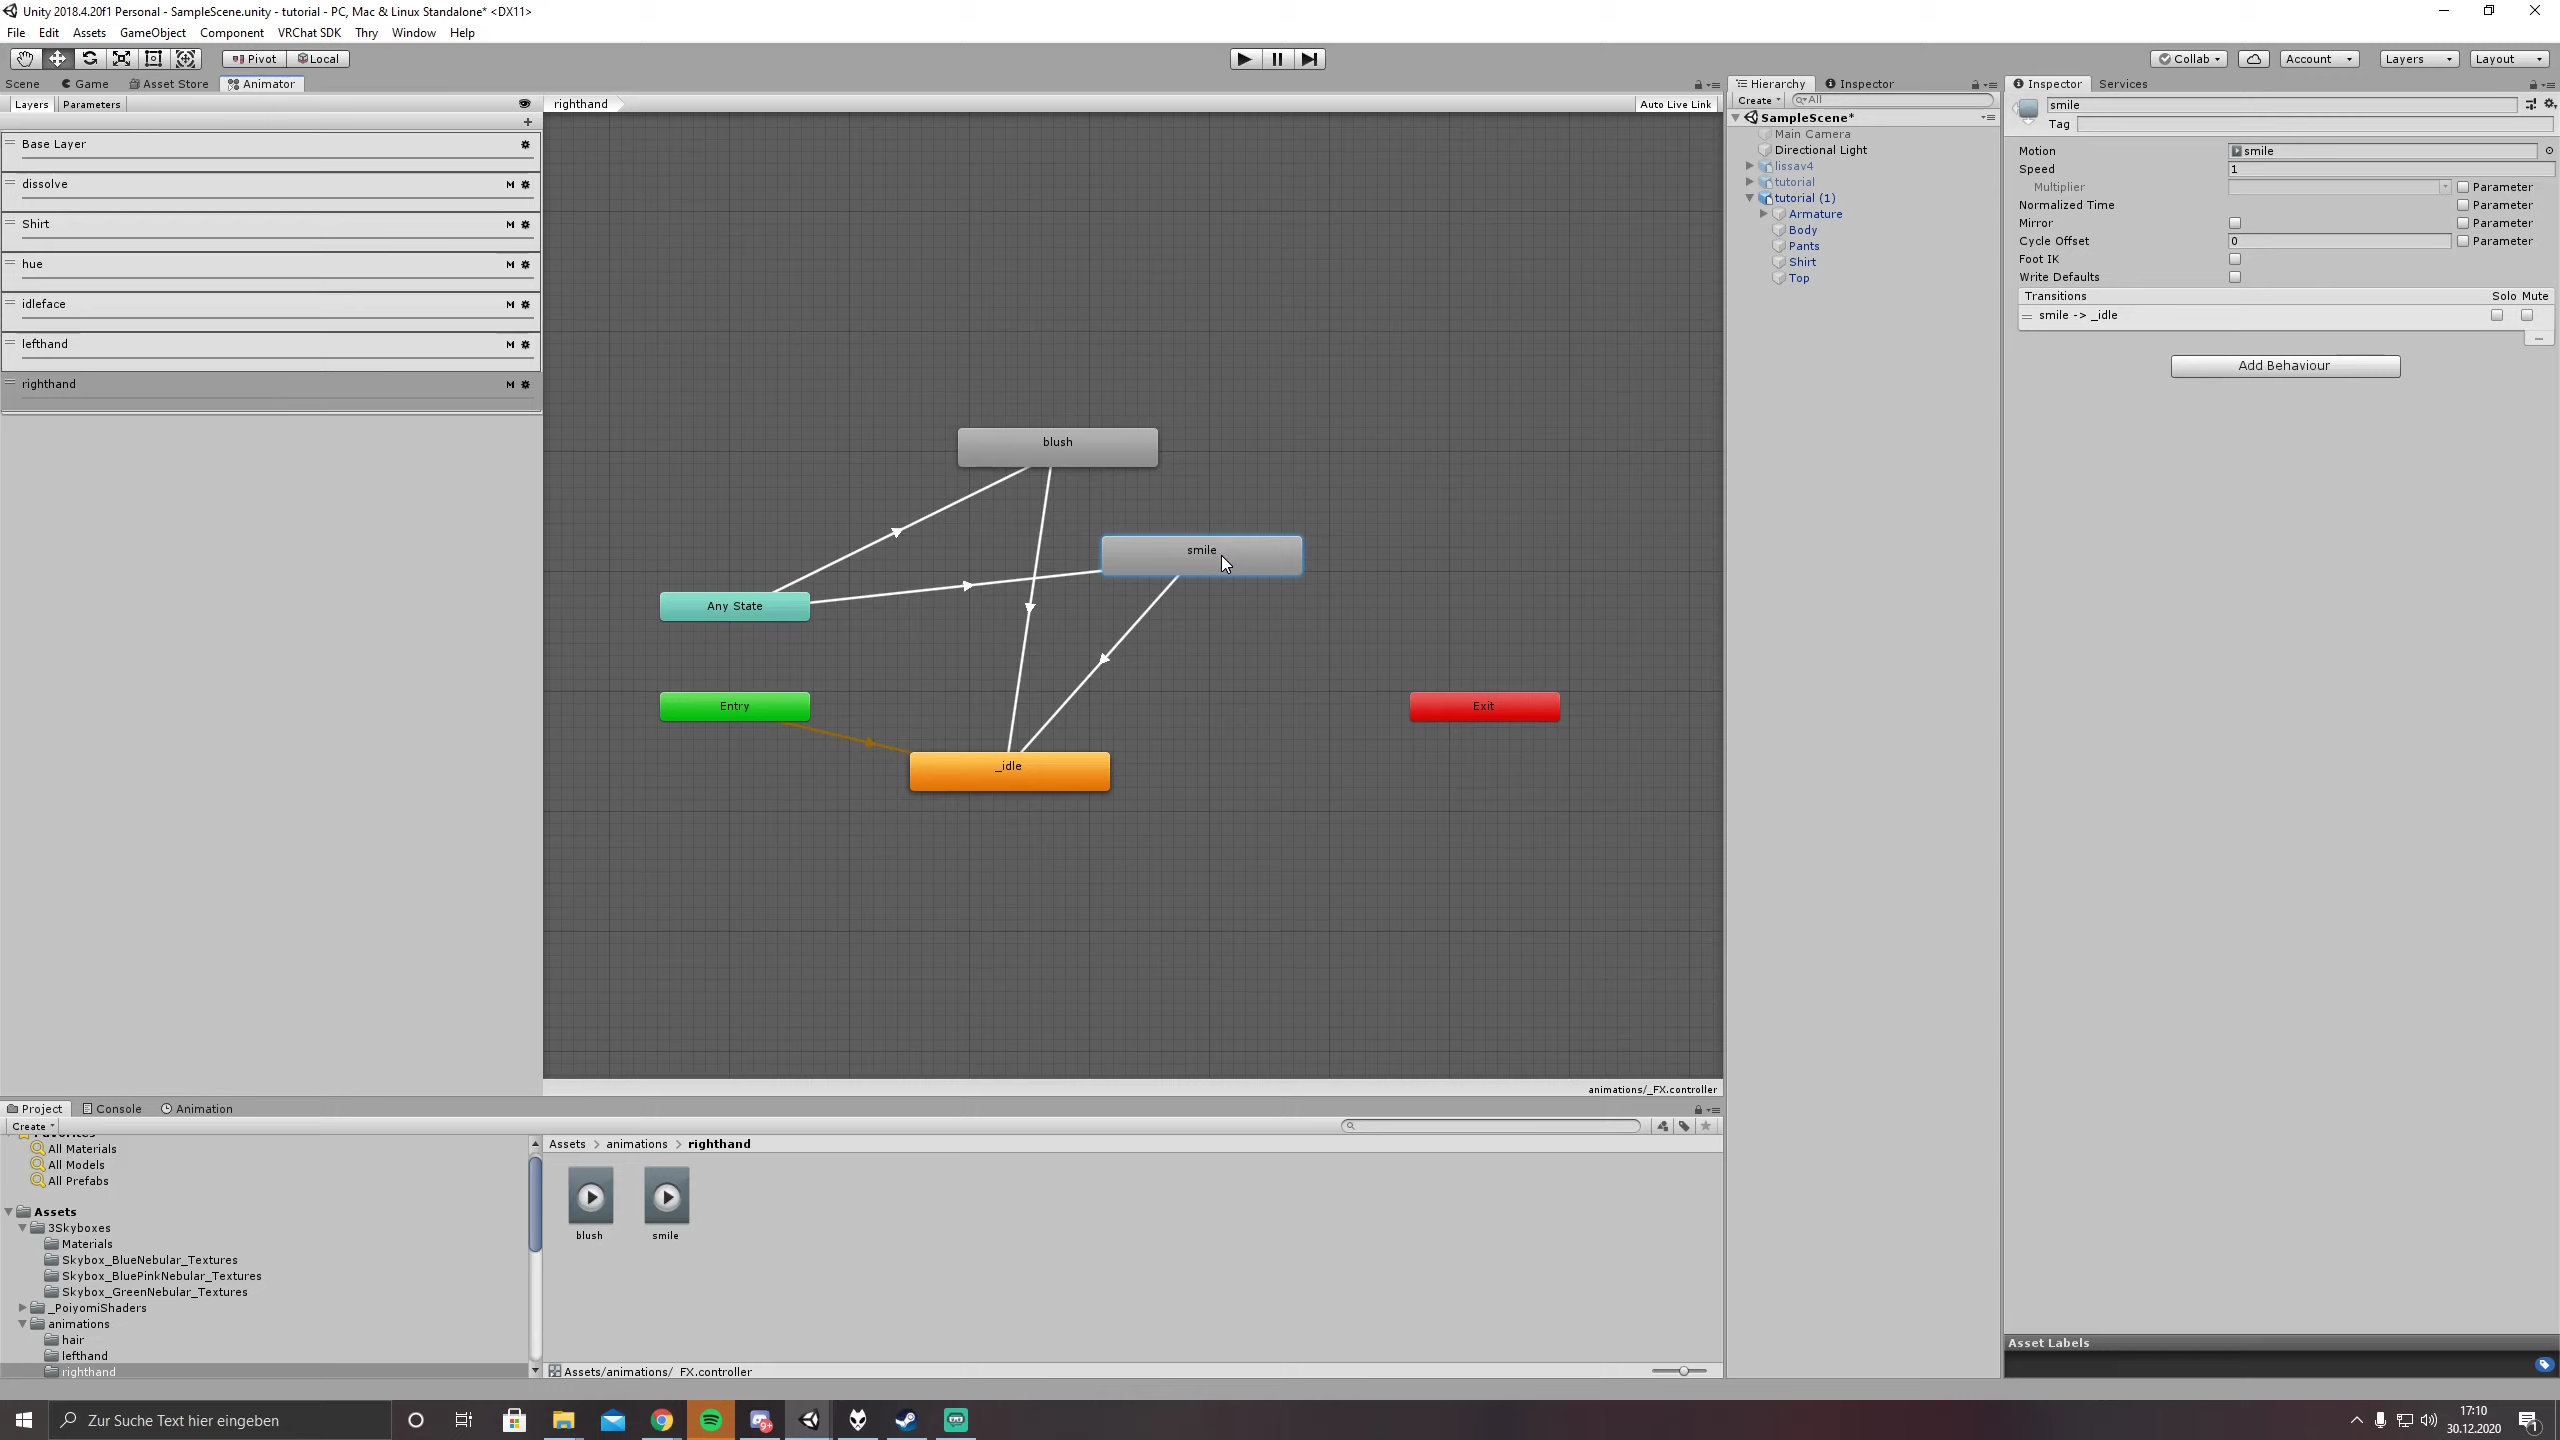 Unity 2018.4.20f1 Personal - SampleScene.unity - tutorial - PC, Mac & Linux Standalone* <DX11>
File Edit Assets GameObject Component VRChat SDK Thry Window Help
Pivot Local Collab Account Layers Layout
Scene Game Asset Store Animator Hierarchy Inspector Inspector Services
Layers Parameters righthand Auto Live Link Create All smile
SampleScene* Tag
Base Layer
dissolve M
Shirt M
hue M
idleface M
lefthand M
righthand M
blush
smile
Any State
Entry
Exit
_idle
animations/_FX.controller
Main Camera
Directional Light
lissav4
tutorial
tutorial (1)
Armature
Body
Pants
Shirt
Top
Motion smile
Speed 1
Multiplier Parameter
Normalized Time Parameter
Mirror Parameter
Cycle Offset 0 Parameter
Foot IK
Write Defaults
Transitions Solo Mute
smile -> _idle
Add Behaviour
Asset Labels
Project Console Animation
Create
Favorites
All Materials
All Models
All Prefabs
Assets
3Skyboxes
Materials
Skybox_BlueNebular_Textures
Skybox_BluePinkNebular_Textures
Skybox_GreenNebular_Textures
_PoiyomiShaders
animations
hair
lefthand
righthand
Assets > animations > righthand
blush smile
Assets/animations/_FX.controller
Zur Suche Text hier eingeben
9+
17:10
30.12.2020
1